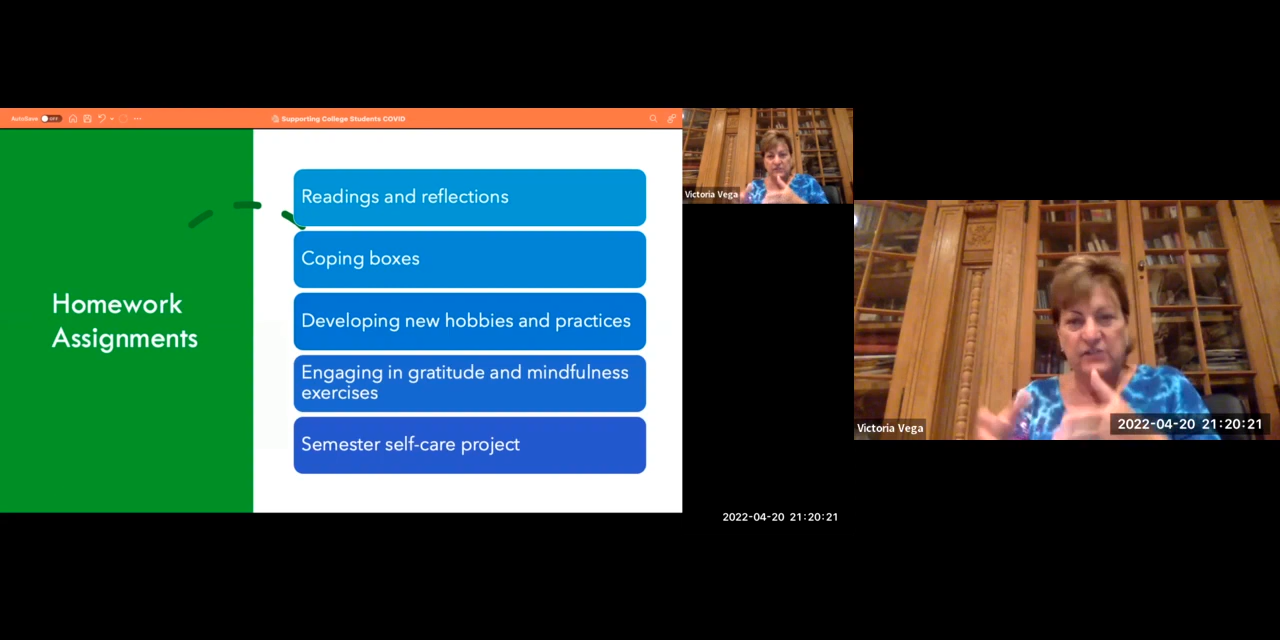 AutoSave OFF
Supporting College Students COVID
Homework
Assignments
Readings and reflections
Coping boxes
Developing new hobbies and practices
Engaging in gratitude and mindfulness
exercises
Semester self-care project
Victoria Vega
2022-04-20 21:20:21
Victoria Vega
2022-04-20 21:20:21